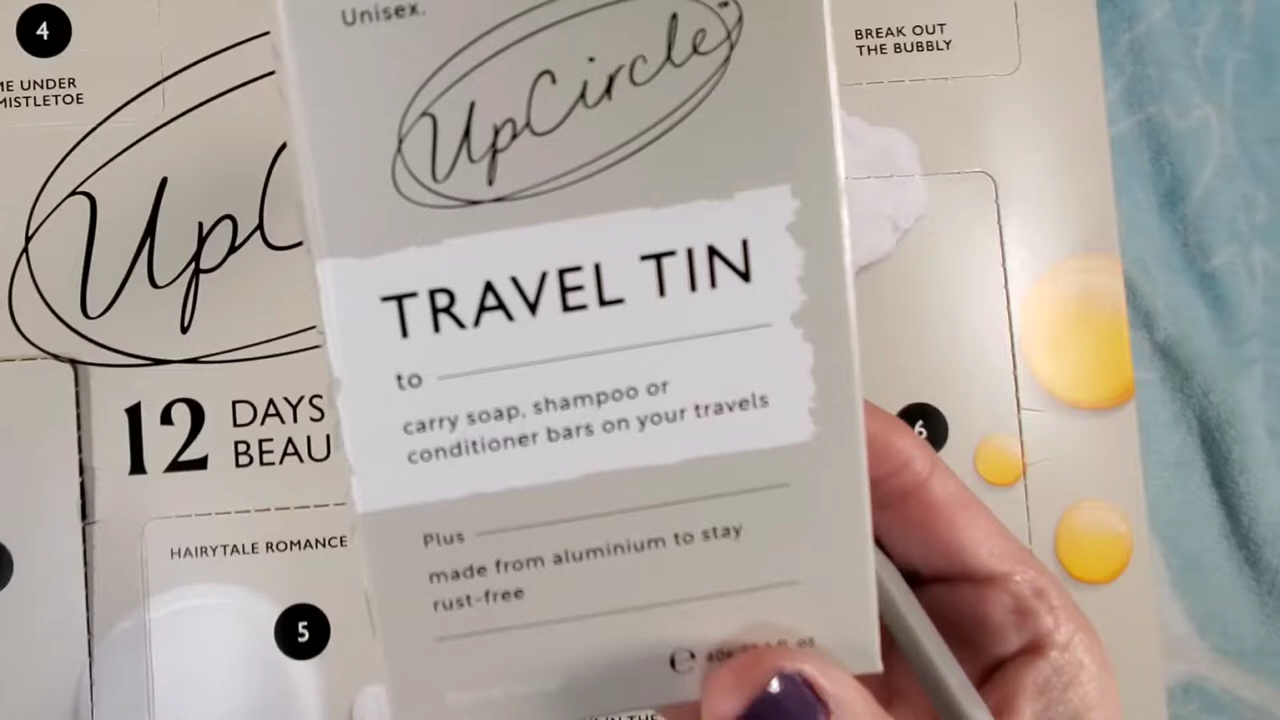 4
ME UNDER
MISTLETOE
UpC
12 DAYS
BEAU
HAIRYTALE ROMANCE
5
Unisex.
UpCircle
TRAVEL TIN
to
carry soap, shampoo or
conditioner bars on your travels
Plus
made from aluminium to stay
rust-free
e
BREAK OUT
THE BUBBLY
6
THE